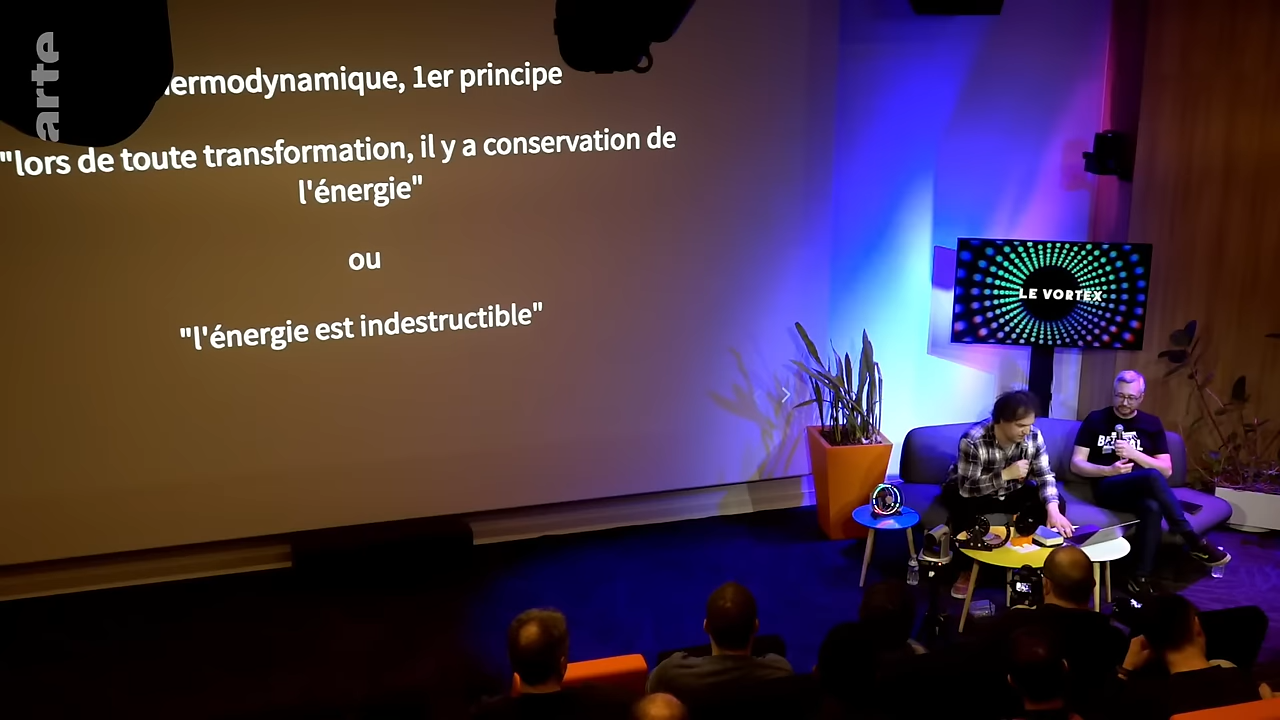 arte
ermodynamique, 1er principe
"lors de toute transformation, il y a conservation de
l'énergie"
ou
"l'énergie est indestructible"
LE VORTEX